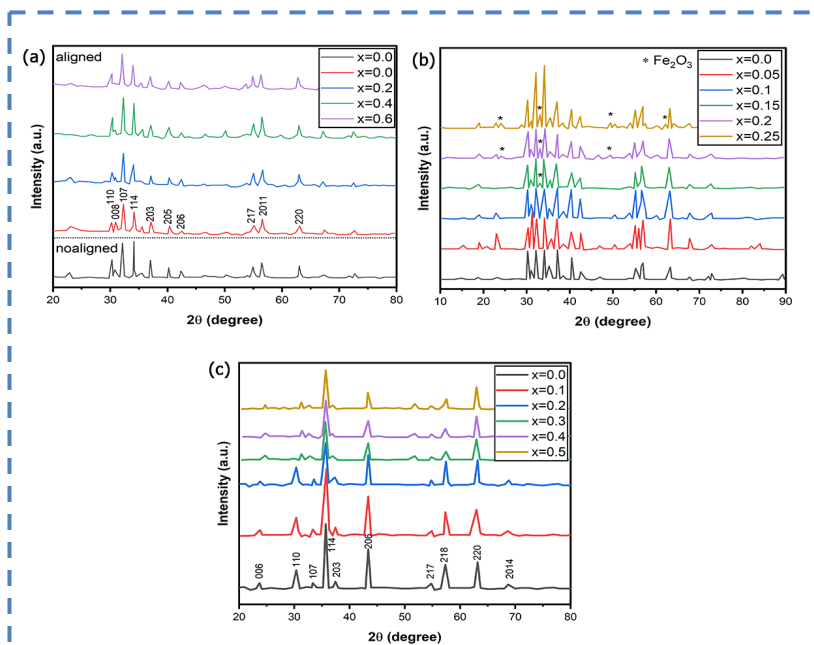 (a)
aligned
x=0.0
x=0.0
x=0.2
x=0.4
x=0.6
110
008
107
114
203
205
206
217
2011
220
noaligned
Intensity (a.u.)
20 30 40 50 60 70 80
2θ (degree)
(b)
* Fe₂O₃
x=0.0
x=0.05
x=0.1
x=0.15
x=0.2
x=0.25
* * * *
* * *
*
Intensity (a.u.)
10 20 30 40 50 60 70 80 90
2θ (degree)
(c)
x=0.0
x=0.1
x=0.2
x=0.3
x=0.4
x=0.5
006
110
107
114
203
206
217
218
220
2014
Intensity (a.u.)
20 30 40 50 60 70 80
2θ (degree)